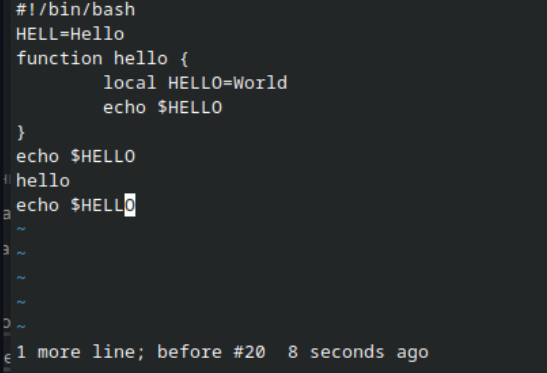 #!/bin/bash
HELL=Hello
function hello {
        local HELLO=World
        echo $HELLO
}
echo $HELLO
hello
echo $HELLO
~
~
~
~
~
1 more line; before #20  8 seconds ago